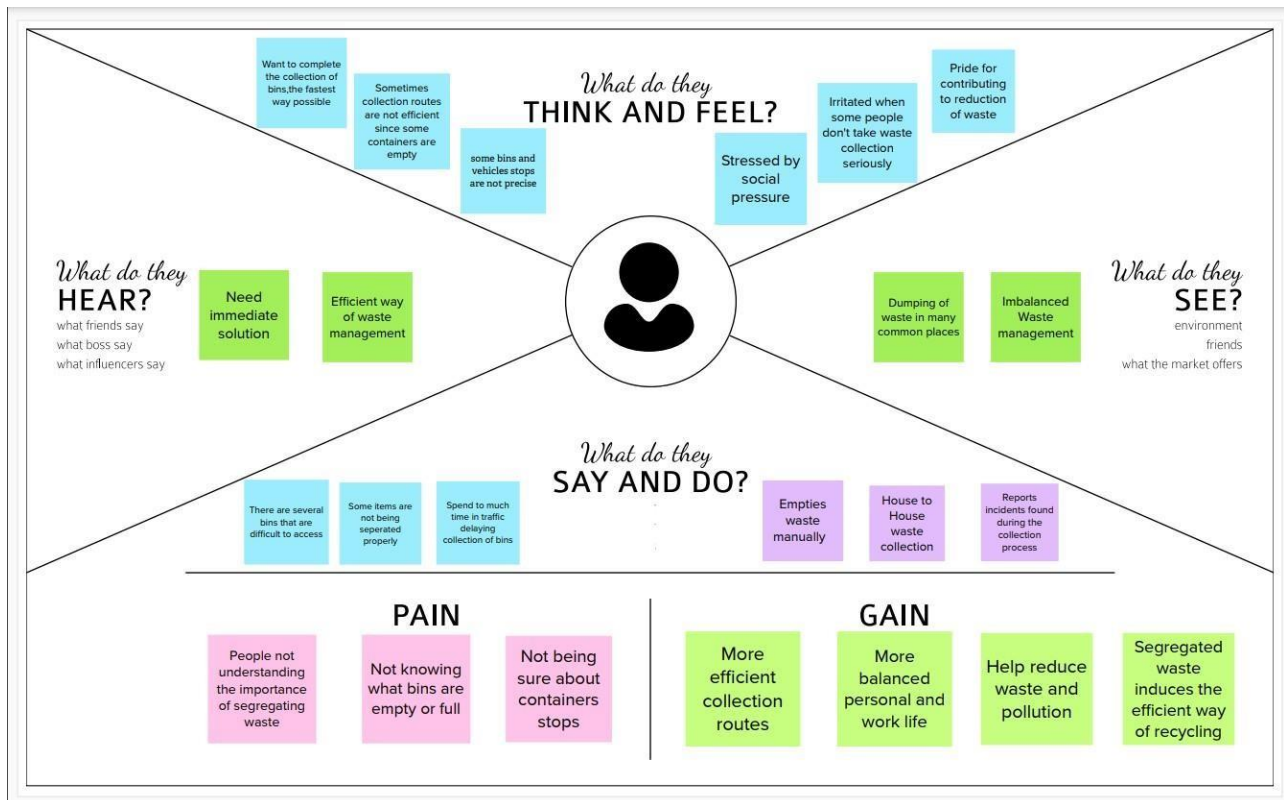 What do they
THINK AND FEEL?
Want to complete
the collection of
bins,the fastest
way possible
Sometimes
collection routes
are not efficient
since some
containers are
empty
some bins and
vehicles stops
are not precise
Stressed by
social
pressure
Irritated when
some people
don't take waste
collection
seriously
Pride for
contributing
to reduction
of waste
What do they
HEAR?
what friends say
what boss say
what influencers say
Need
immediate
solution
Efficient way
of waste
management
Dumping of
waste in many
common places
Imbalanced
Waste
management
What do they
SEE?
environment
friends
what the market offers
What do they
SAY AND DO?
There are several
bins that are
difficult to access
Some items are
not being
seperated
properly
Spend to much
time in traffic
delaying
collection of bins
Empties
waste
manually
House to
House
waste
collection
Reports
incidents found
during the
collection
process
PAIN
People not
understanding
the importance
of segregating
waste
Not knowing
what bins are
empty or full
Not being
sure about
containers
stops
GAIN
More
efficient
collection
routes
More
balanced
personal and
work life
Help reduce
waste and
pollution
Segregated
waste
induces the
efficient way
of recycling